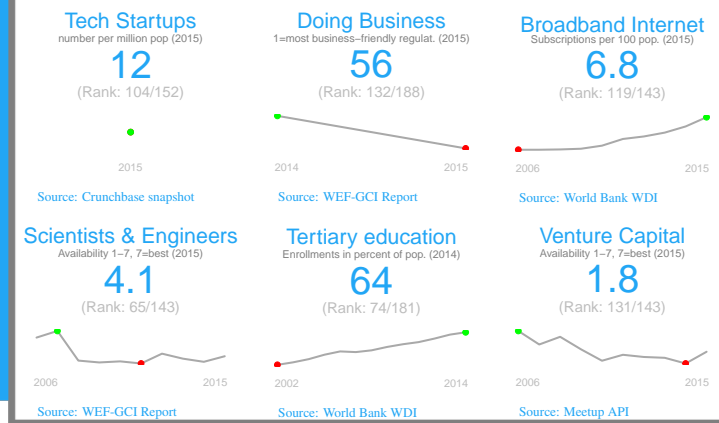 Tech Startups
number per million pop (2015)
12
(Rank: 104/152)
2015
Source: Crunchbase snapshot
Doing Business
1=most business−friendly regulat. (2015)
56
(Rank: 132/188)
2014 2015
Source: WEF-GCI Report
Broadband Internet
Subscriptions per 100 pop. (2015)
6.8
(Rank: 119/143)
2006 2015
Source: World Bank WDI
Scientists & Engineers
Availability 1−7, 7=best (2015)
4.1
(Rank: 65/143)
2006 2015
Source: WEF-GCI Report
Tertiary education
Enrollments in percent of pop. (2014)
64
(Rank: 74/181)
2002 2014
Source: World Bank WDI
Venture Capital
Availability 1−7, 7=best (2015)
1.8
(Rank: 131/143)
2006 2015
Source: Meetup API